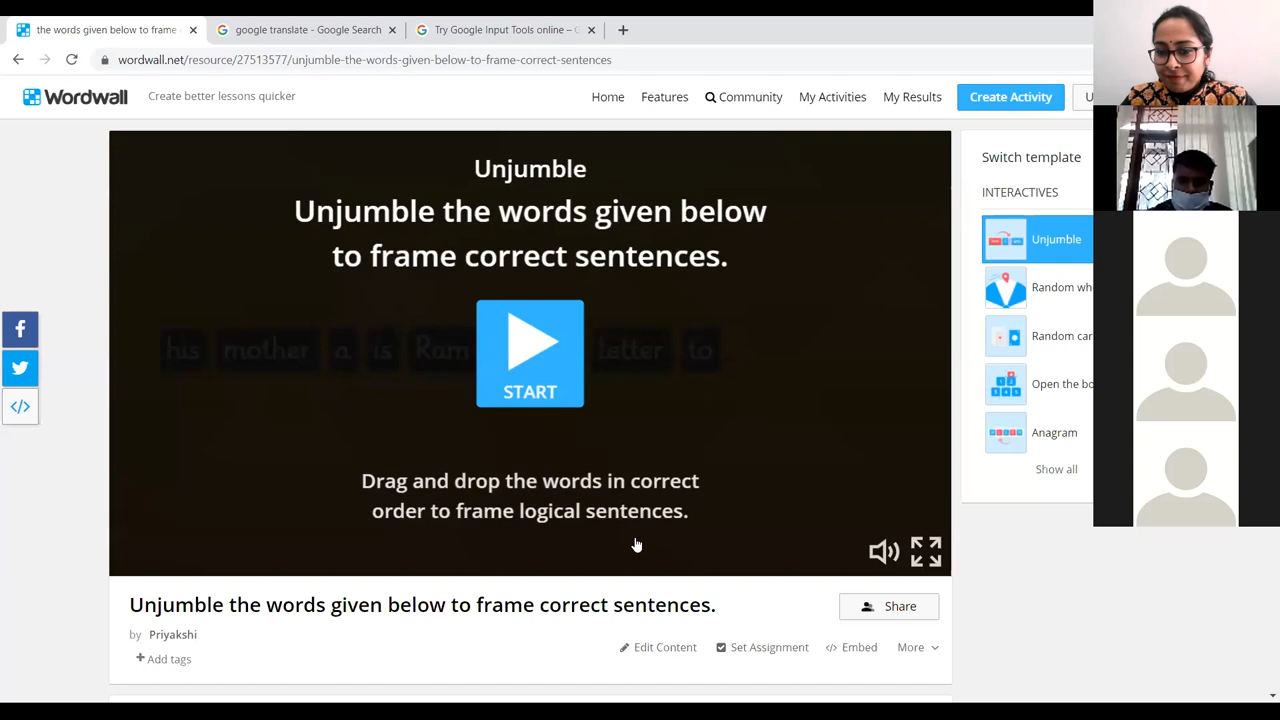 the words given below to frame
google translate - Google Search
Try Google Input Tools online –
wordwall.net/resource/27513577/unjumble-the-words-given-below-to-frame-correct-sentences
Wordwall
Create better lessons quicker
Home
Features
Community
My Activities
My Results
Create Activity
U
Unjumble
Unjumble the words given below
to frame correct sentences.
his mother a is Ram letter to
START
Drag and drop the words in correct
order to frame logical sentences.
Switch template
INTERACTIVES
Unjumble
Random wh
Random car
Open the bo
Anagram
Show all
Unjumble the words given below to frame correct sentences.
Share
by Priyakshi
Edit Content
Set Assignment
</> Embed
More
+ Add tags